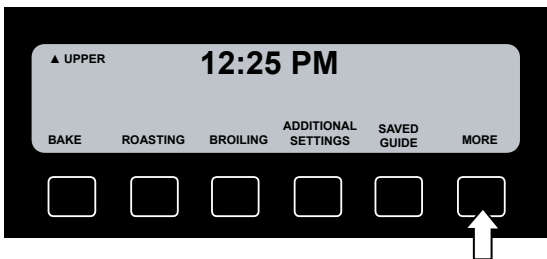 ▲ UPPER 12:25 PM
BAKE ROASTING BROILING ADDITIONAL SETTINGS SAVED GUIDE MORE